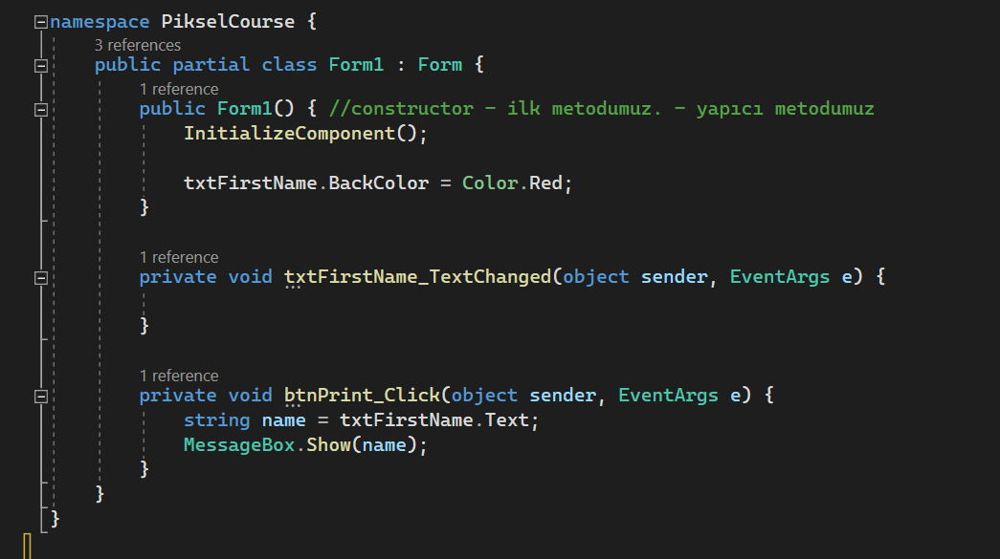 namespace PikselCourse {
3 references
public partial class Form1 : Form {
1 reference
public Form1() { //constructor - ilk metodumuz. - yapıcı metodumuz
InitializeComponent();
txtFirstName.BackColor = Color.Red;
}
1 reference
private void txtFirstName_TextChanged(object sender, EventArgs e) {
}
1 reference
private void btnPrint_Click(object sender, EventArgs e) {
string name = txtFirstName.Text;
MessageBox.Show(name);
}
}
}